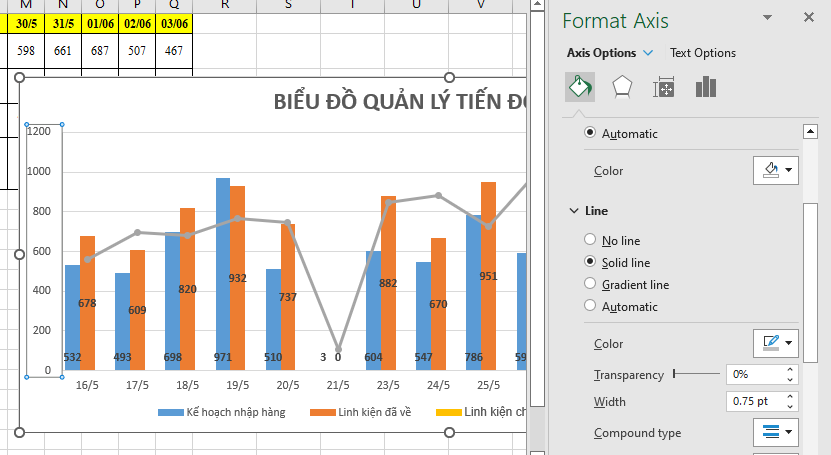 M N O P Q R S T U V
30/5 31/5 01/06 02/06 03/06
598 661 687 507 467
BIỂU ĐỒ QUẢN LÝ TIẾN ĐỘ
1200
1000
800
600
400
200
0
532 678 493 609 698 820 971 932 510 737 3 0 604 882 547 670 786 951 59
16/5 17/5 18/5 19/5 20/5 21/5 23/5 24/5 25/5
Kế hoạch nhập hàng Linh kiện đã về Linh kiện ch
Format Axis
Axis Options Text Options
Automatic
Color
Line
No line
Solid line
Gradient line
Automatic
Color
Transparency 0%
Width 0.75 pt
Compound type